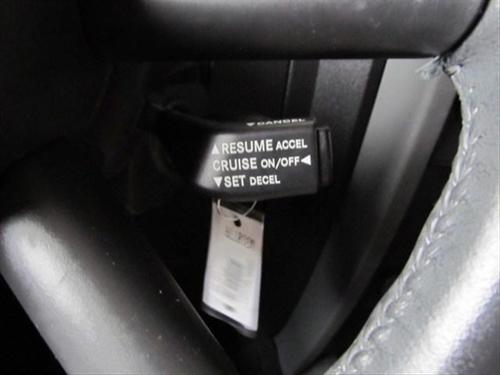 ▼CANCEL
▲RESUME ACCEL
CRUISE ON/OFF◄
▼SET DECEL